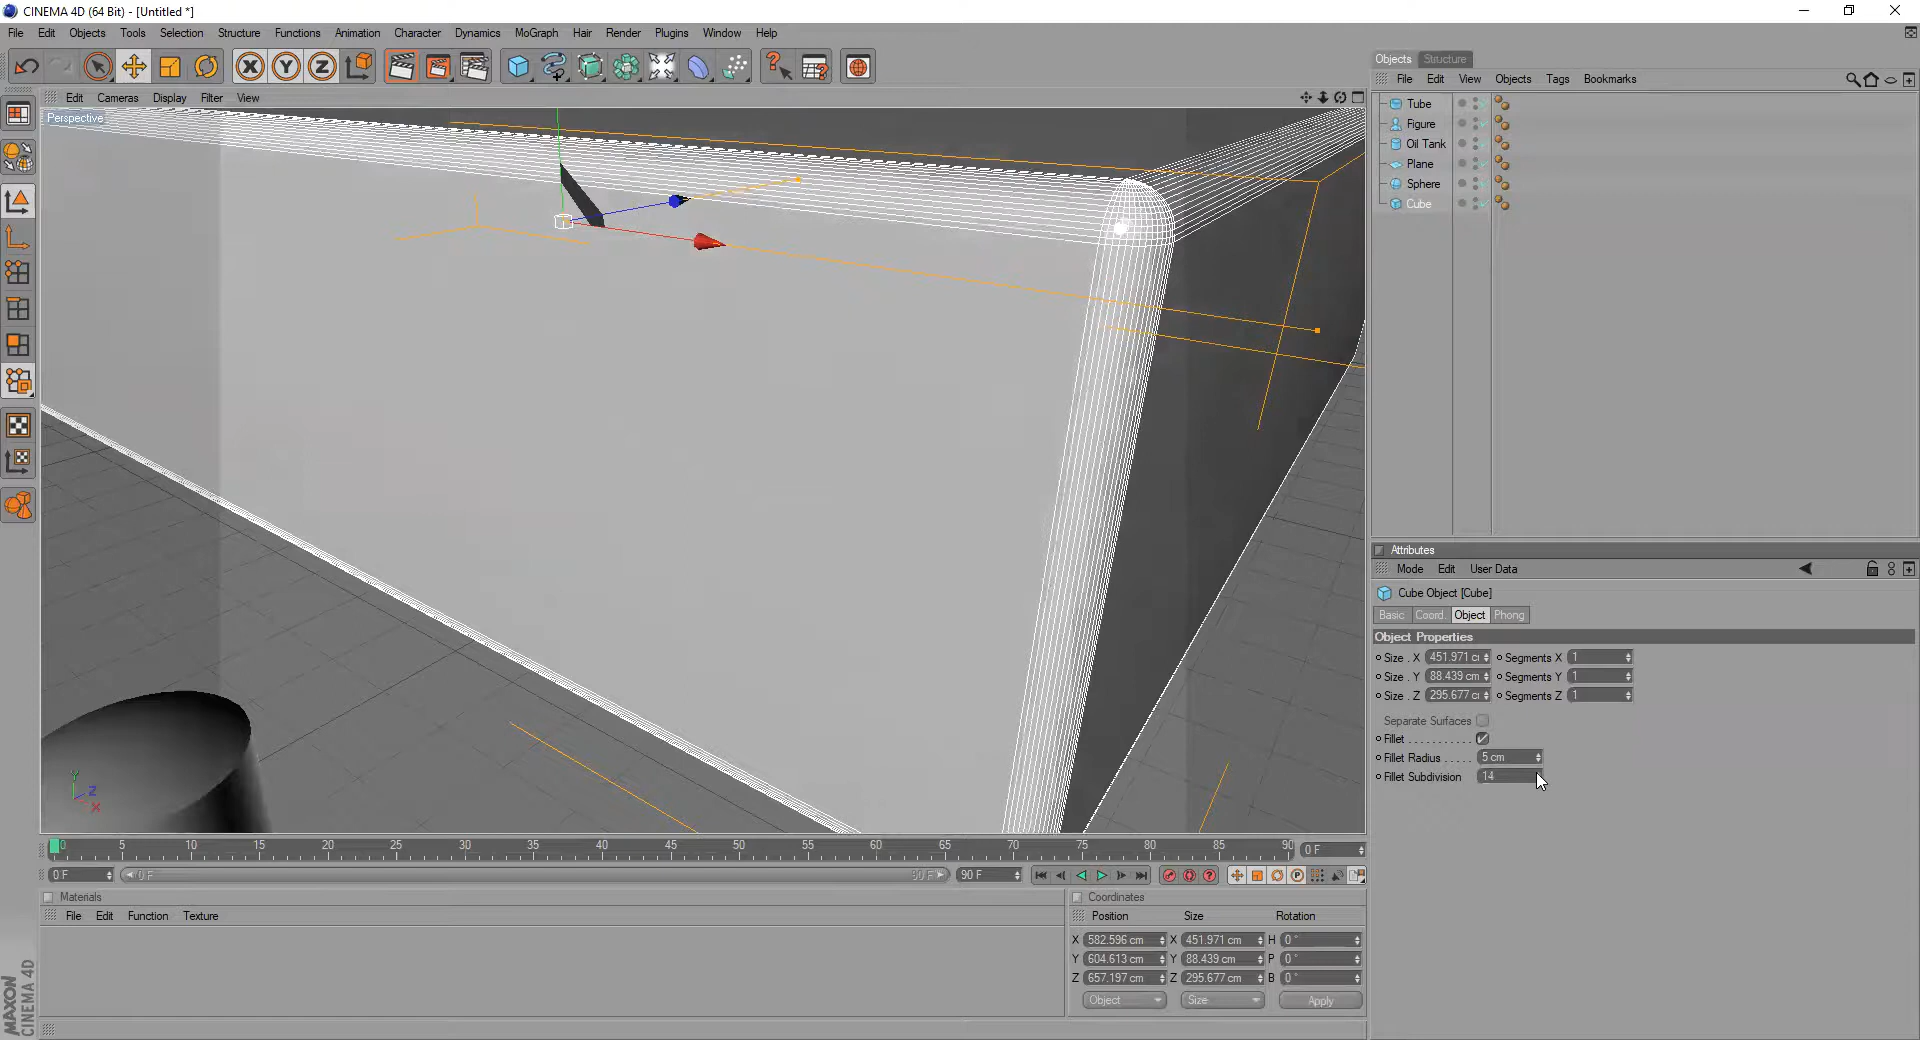 CINEMA 4D (64 Bit) - [Untitled *]
File Edit Objects Tools Selection Structure Functions Animation Character Dynamics MoGraph Hair Render Plugins Window Help
X Y Z
Objects Structure
File Edit View Objects Tags Bookmarks
Edit Cameras Display Filter View
Perspective
Tube
Figure
Oil Tank
Plane
Sphere
Cube
Attributes
Mode Edit User Data
Cube Object [Cube]
Basic Coord. Object Phong
Object Properties
Size . X 451.971 Segments X 1
Size . Y 88.439 cm Segments Y 1
Size . Z 295.677 Segments Z 1
Separate Surfaces
Fillet . . . . . . . . . . .
Fillet Radius . . . . . 5 cm
Fillet Subdivision 14
Y Z X
0 5 10 15 20 25 30 35 40 45 50 55 60 65 70 75 80 85 90
0 F
0 F 0 F 90 F 90 F
Materials
File Edit Function Texture
Coordinates
Position Size Rotation
X 582.596 cm X 451.971 cm H 0 °
Y 604.613 cm Y 88.439 cm P 0 °
Z 657.197 cm Z 295.677 cm B 0 °
Object Size Apply
MAXON
CINEMA 4D